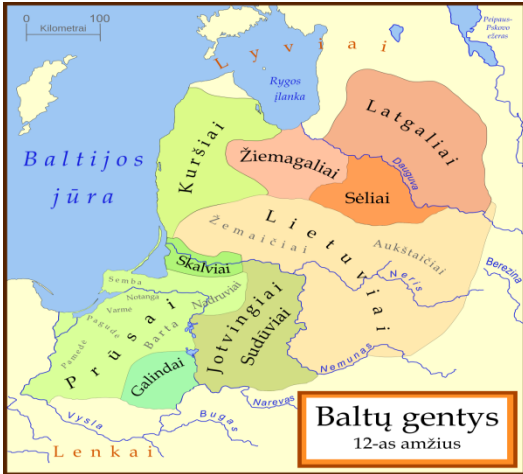 0 100
Kilometrai
Lyviai
Peipaus-
Pskovo
ežeras
Rygos
įlanka
Latgaliai
Baltijos
jūra
Kuršiai
Žiemagaliai
Dauguva
Sėliai
Lietuviai
Žemaičiai
Aukštaičiai
Skalviai
Neris
Berezina
Semba
Notanga
Nadruviai
Varmė
Pagudė
Barta
Pamedė
Prūsai
Jotvingiai
Sudūviai
Galindai
Nemunas
Narevas
Vysla
Bugas
Lenkai
Baltų gentys
12-as amžius